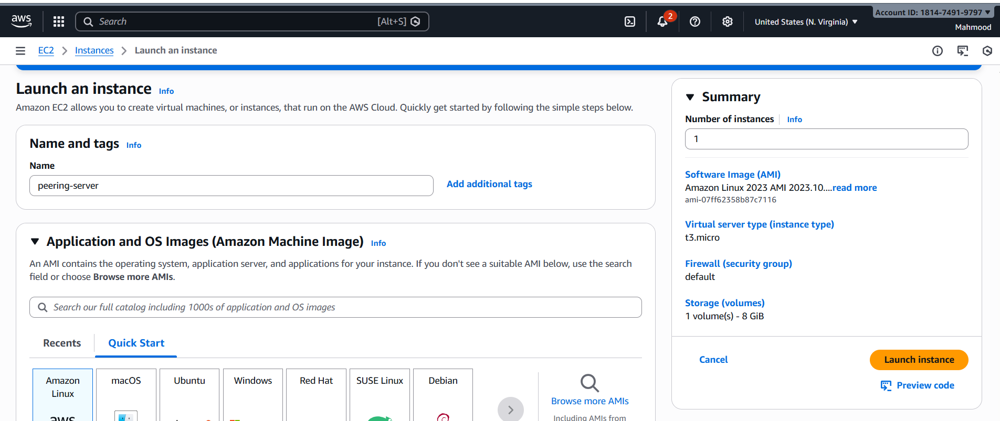 aws
Search
[Alt+S]
2
United States (N. Virginia)
Account ID: 1814-7491-9797
Mahmood
EC2
Instances
Launch an instance
Launch an instance
Info
Amazon EC2 allows you to create virtual machines, or instances, that run on the AWS Cloud. Quickly get started by following the simple steps below.
Name and tags
Info
Name
peering-server
Add additional tags
Application and OS Images (Amazon Machine Image)
Info
An AMI contains the operating system, application server, and applications for your instance. If you don't see a suitable AMI below, use the search
field or choose Browse more AMIs.
Search our full catalog including 1000s of application and OS images
Recents
Quick Start
Amazon
Linux
aws
macOS
Ubuntu
Windows
Red Hat
SUSE Linux
Debian
Browse more AMIs
Including AMIs from
Summary
Number of instances
Info
1
Software Image (AMI)
Amazon Linux 2023 AMI 2023.10....read more
ami-07ff62358b87c7116
Virtual server type (instance type)
t3.micro
Firewall (security group)
default
Storage (volumes)
1 volume(s) - 8 GiB
Cancel
Launch instance
Preview code